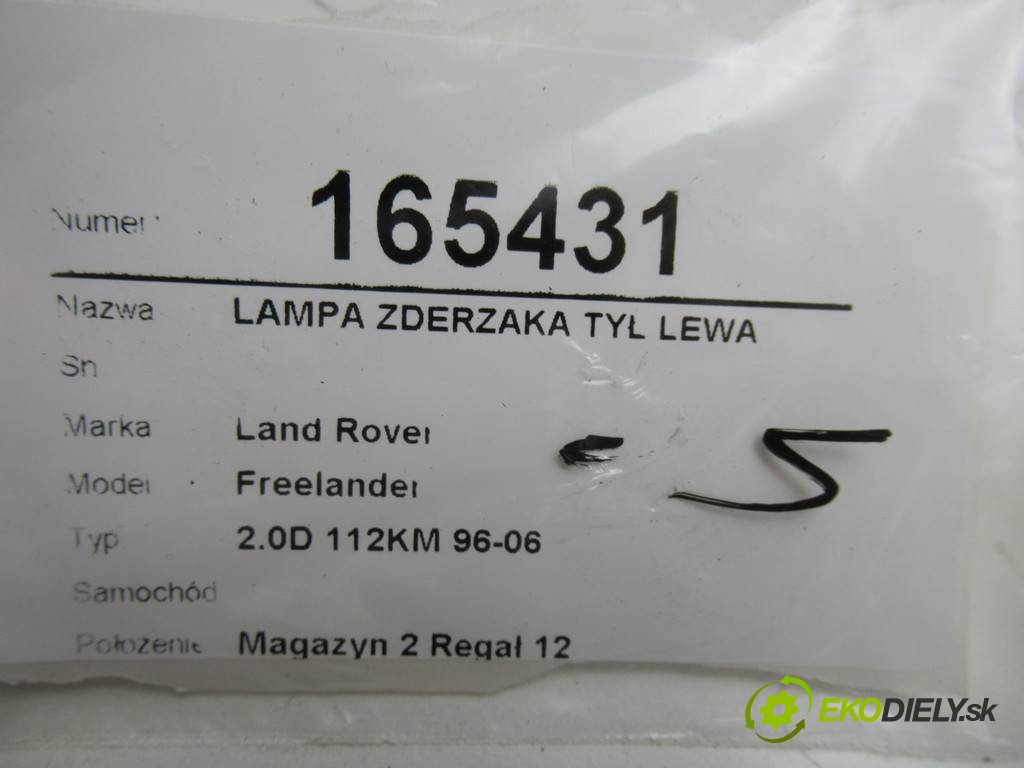 Numer 165431
Nazwa LAMPA ZDERZAKA TYŁ LEWA
Sn
Marka Land Rover
Model Freelander
Typ 2.0D 112KM 96-06
Samochód
Położenie Magazyn 2 Regał 12
5
EKODIELY.sk